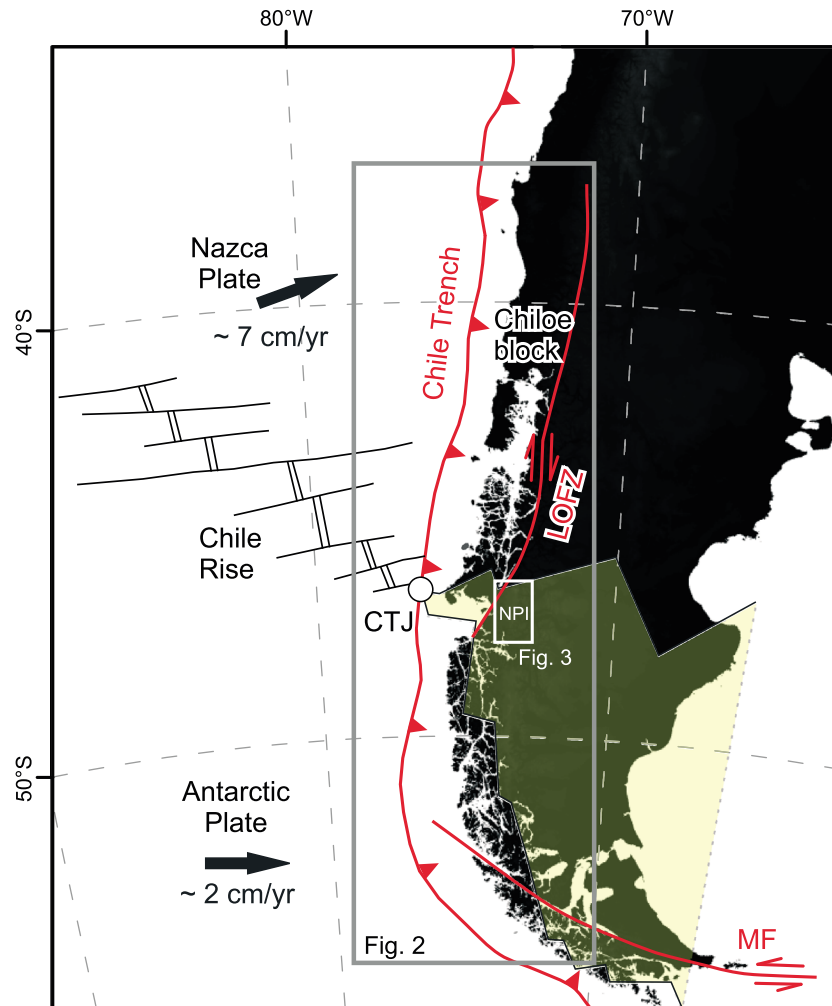 80°W
70°W
Nazca
Plate
~ 7 cm/yr
40°S
Chile Trench
Chiloe
block
LOFZ
Chile
Rise
CTJ
NPI
Fig. 3
50°S
Antarctic
Plate
~ 2 cm/yr
Fig. 2
MF